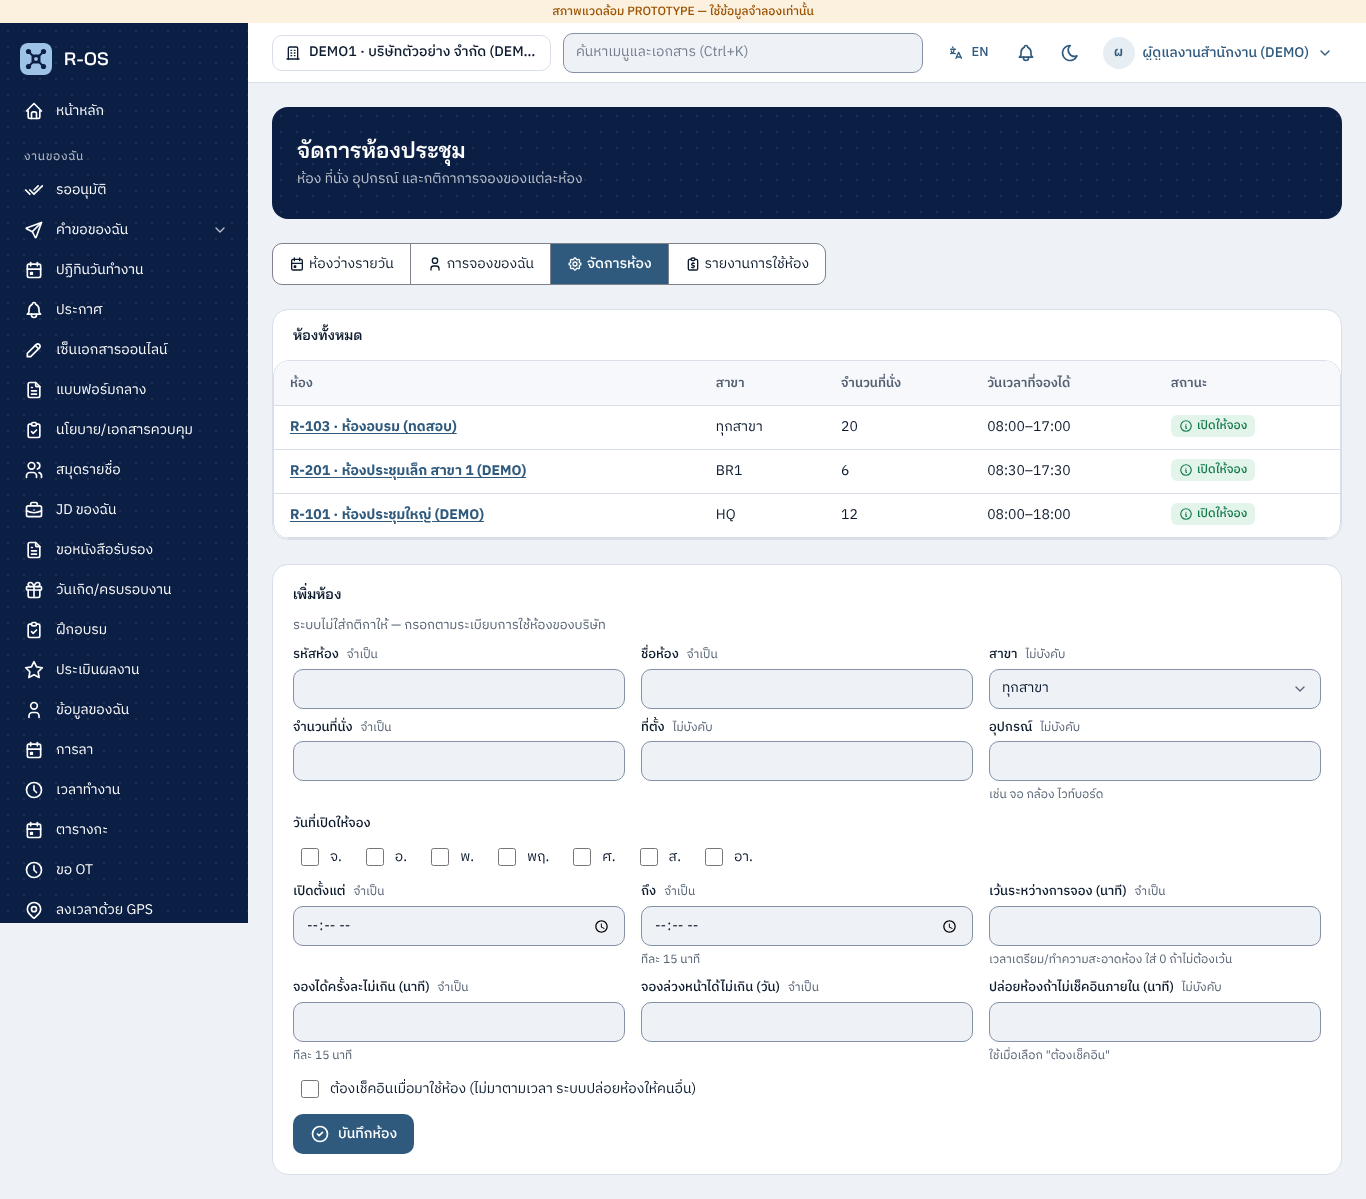 สภาพแวดล้อม PROTOTYPE — ใช้ข้อมูลจำลองเท่านั้น
R-OS
DEMO1 · บริษัทตัวอย่าง จำกัด (DEM...
ค้นหาเมนูและเอกสาร (Ctrl+K)
EN
ผ
ผู้ดูแลงานสำนักงาน (DEMO)
หน้าหลัก
งานของฉัน
รออนุมัติ
คำขอของฉัน
ปฏิทินวันทำงาน
ประกาศ
เซ็นเอกสารออนไลน์
แบบฟอร์มกลาง
นโยบาย/เอกสารควบคุม
สมุดรายชื่อ
JD ของฉัน
ขอหนังสือรับรอง
วันเกิด/ครบรอบงาน
ฝึกอบรม
ประเมินผลงาน
ข้อมูลของฉัน
การลา
เวลาทำงาน
ตารางกะ
ขอ OT
ลงเวลาด้วย GPS
จัดการห้องประชุม
ห้อง ที่นั่ง อุปกรณ์ และกติกาการจองของแต่ละห้อง
ห้องว่างรายวัน การจองของฉัน จัดการห้อง รายงานการใช้ห้อง
ห้องทั้งหมด
ห้อง สาขา จำนวนที่นั่ง วันเวลาที่จองได้ สถานะ
R-103 · ห้องอบรม (ทดสอบ) ทุกสาขา 20 08:00–17:00 เปิดให้จอง
R-201 · ห้องประชุมเล็ก สาขา 1 (DEMO) BR1 6 08:30–17:30 เปิดให้จอง
R-101 · ห้องประชุมใหญ่ (DEMO) HQ 12 08:00–18:00 เปิดให้จอง
เพิ่มห้อง
ระบบไม่ใส่กติกาให้ — กรอกตามระเบียบการใช้ห้องของบริษัท
รหัสห้อง จำเป็น ชื่อห้อง จำเป็น สาขา ไม่บังคับ
ทุกสาขา
จำนวนที่นั่ง จำเป็น ที่ตั้ง ไม่บังคับ อุปกรณ์ ไม่บังคับ
เช่น จอ กล้อง ไวท์บอร์ด
วันที่เปิดให้จอง
จ. อ. พ. พฤ. ศ. ส. อา.
เปิดตั้งแต่ จำเป็น ถึง จำเป็น เว้นระหว่างการจอง (นาที) จำเป็น
--:-- -- --:-- --
ทีละ 15 นาที เวลาเตรียม/ทำความสะอาดห้อง ใส่ 0 ถ้าไม่ต้องเว้น
จองได้ครั้งละไม่เกิน (นาที) จำเป็น จองล่วงหน้าได้ไม่เกิน (วัน) จำเป็น ปล่อยห้องถ้าไม่เช็คอินภายใน (นาที) ไม่บังคับ
ทีละ 15 นาที ใช้เมื่อเลือก "ต้องเช็คอิน"
ต้องเช็คอินเมื่อมาใช้ห้อง (ไม่มาตามเวลา ระบบปล่อยห้องให้คนอื่น)
บันทึกห้อง